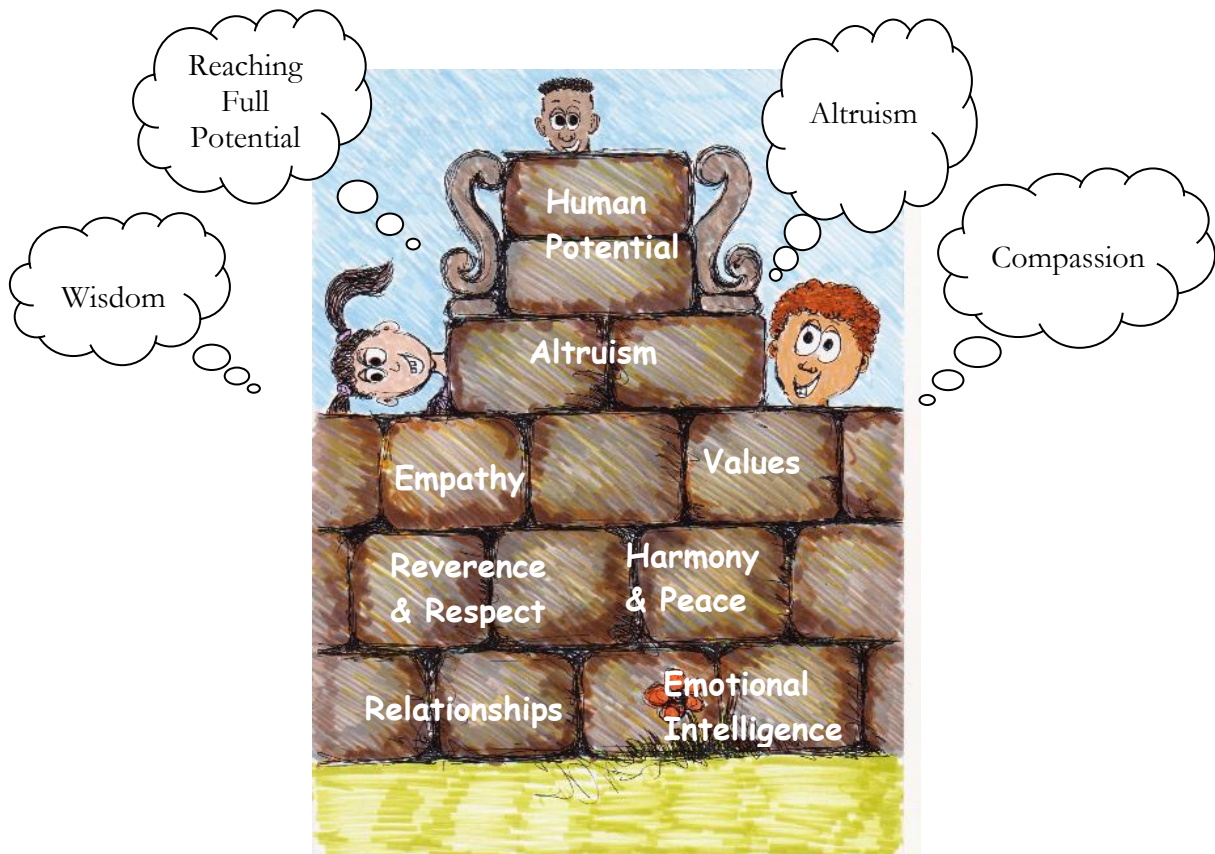 Reaching
Full
Potential
Altruism
Wisdom
Compassion
Human
Potential
Altruism
Empathy
Values
Reverence
& Respect
Harmony
& Peace
Relationships
Emotional
Intelligence